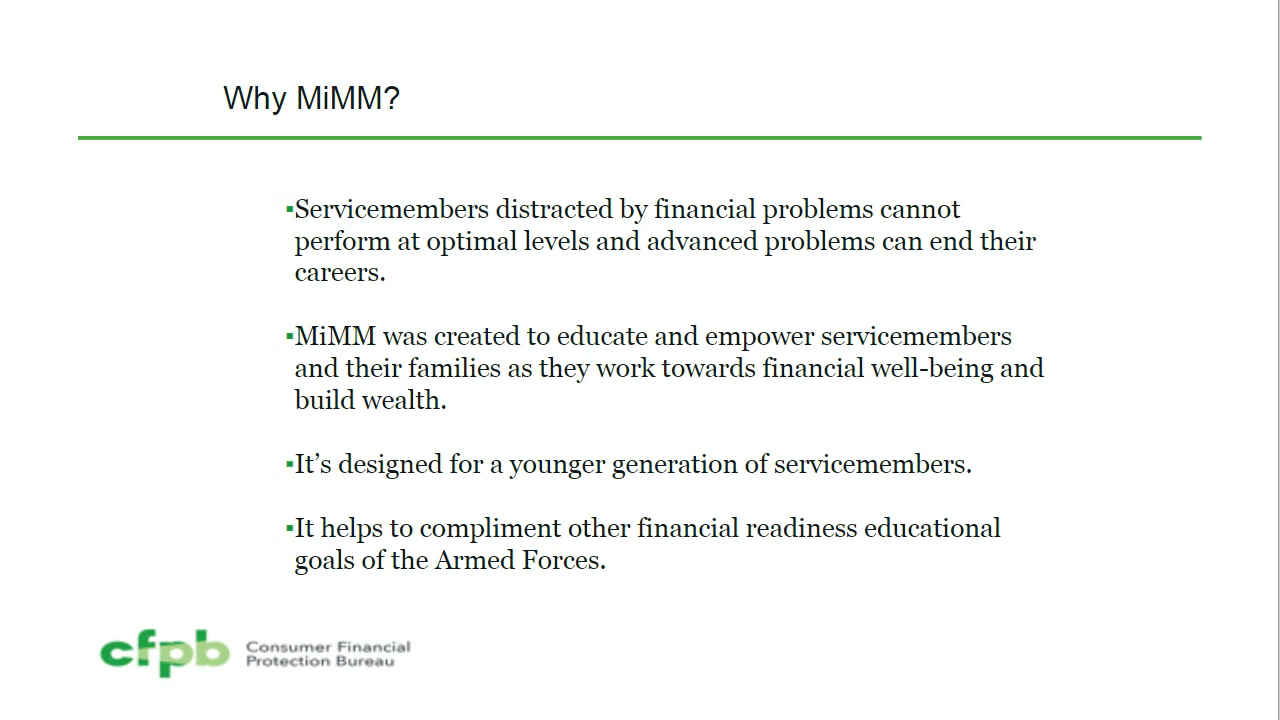 Why MiMM?
▪Servicemembers distracted by financial problems cannot
perform at optimal levels and advanced problems can end their
careers.
▪MiMM was created to educate and empower servicemembers
and their families as they work towards financial well-being and
build wealth.
▪It’s designed for a younger generation of servicemembers.
▪It helps to compliment other financial readiness educational
goals of the Armed Forces.
cfpb
Consumer Financial
Protection Bureau